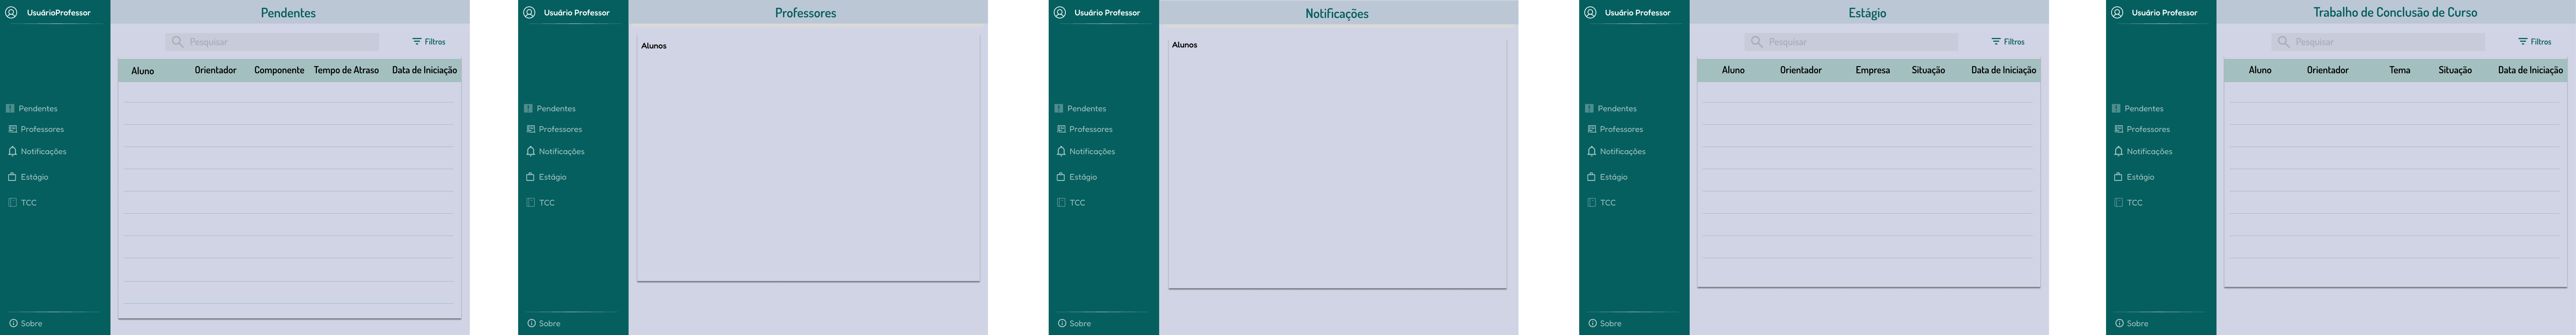 UsuárioProfessor
Pendentes
Professores
Notificações
Estágio
TCC
Sobre
Pendentes
Pesquisar
Filtros
Aluno Orientador Componente Tempo de Atraso Data de Iniciação
Usuário Professor
Pendentes
Professores
Notificações
Estágio
TCC
Sobre
Professores
Alunos
Usuário Professor
Pendentes
Professores
Notificações
Estágio
TCC
Sobre
Notificações
Alunos
Usuário Professor
Pendentes
Professores
Notificações
Estágio
TCC
Sobre
Estágio
Pesquisar
Filtros
Aluno Orientador Empresa Situação Data de Iniciação
Usuário Professor
Pendentes
Professores
Notificações
Estágio
TCC
Sobre
Trabalho de Conclusão de Curso
Pesquisar
Filtros
Aluno Orientador Tema Situação Data de Iniciação